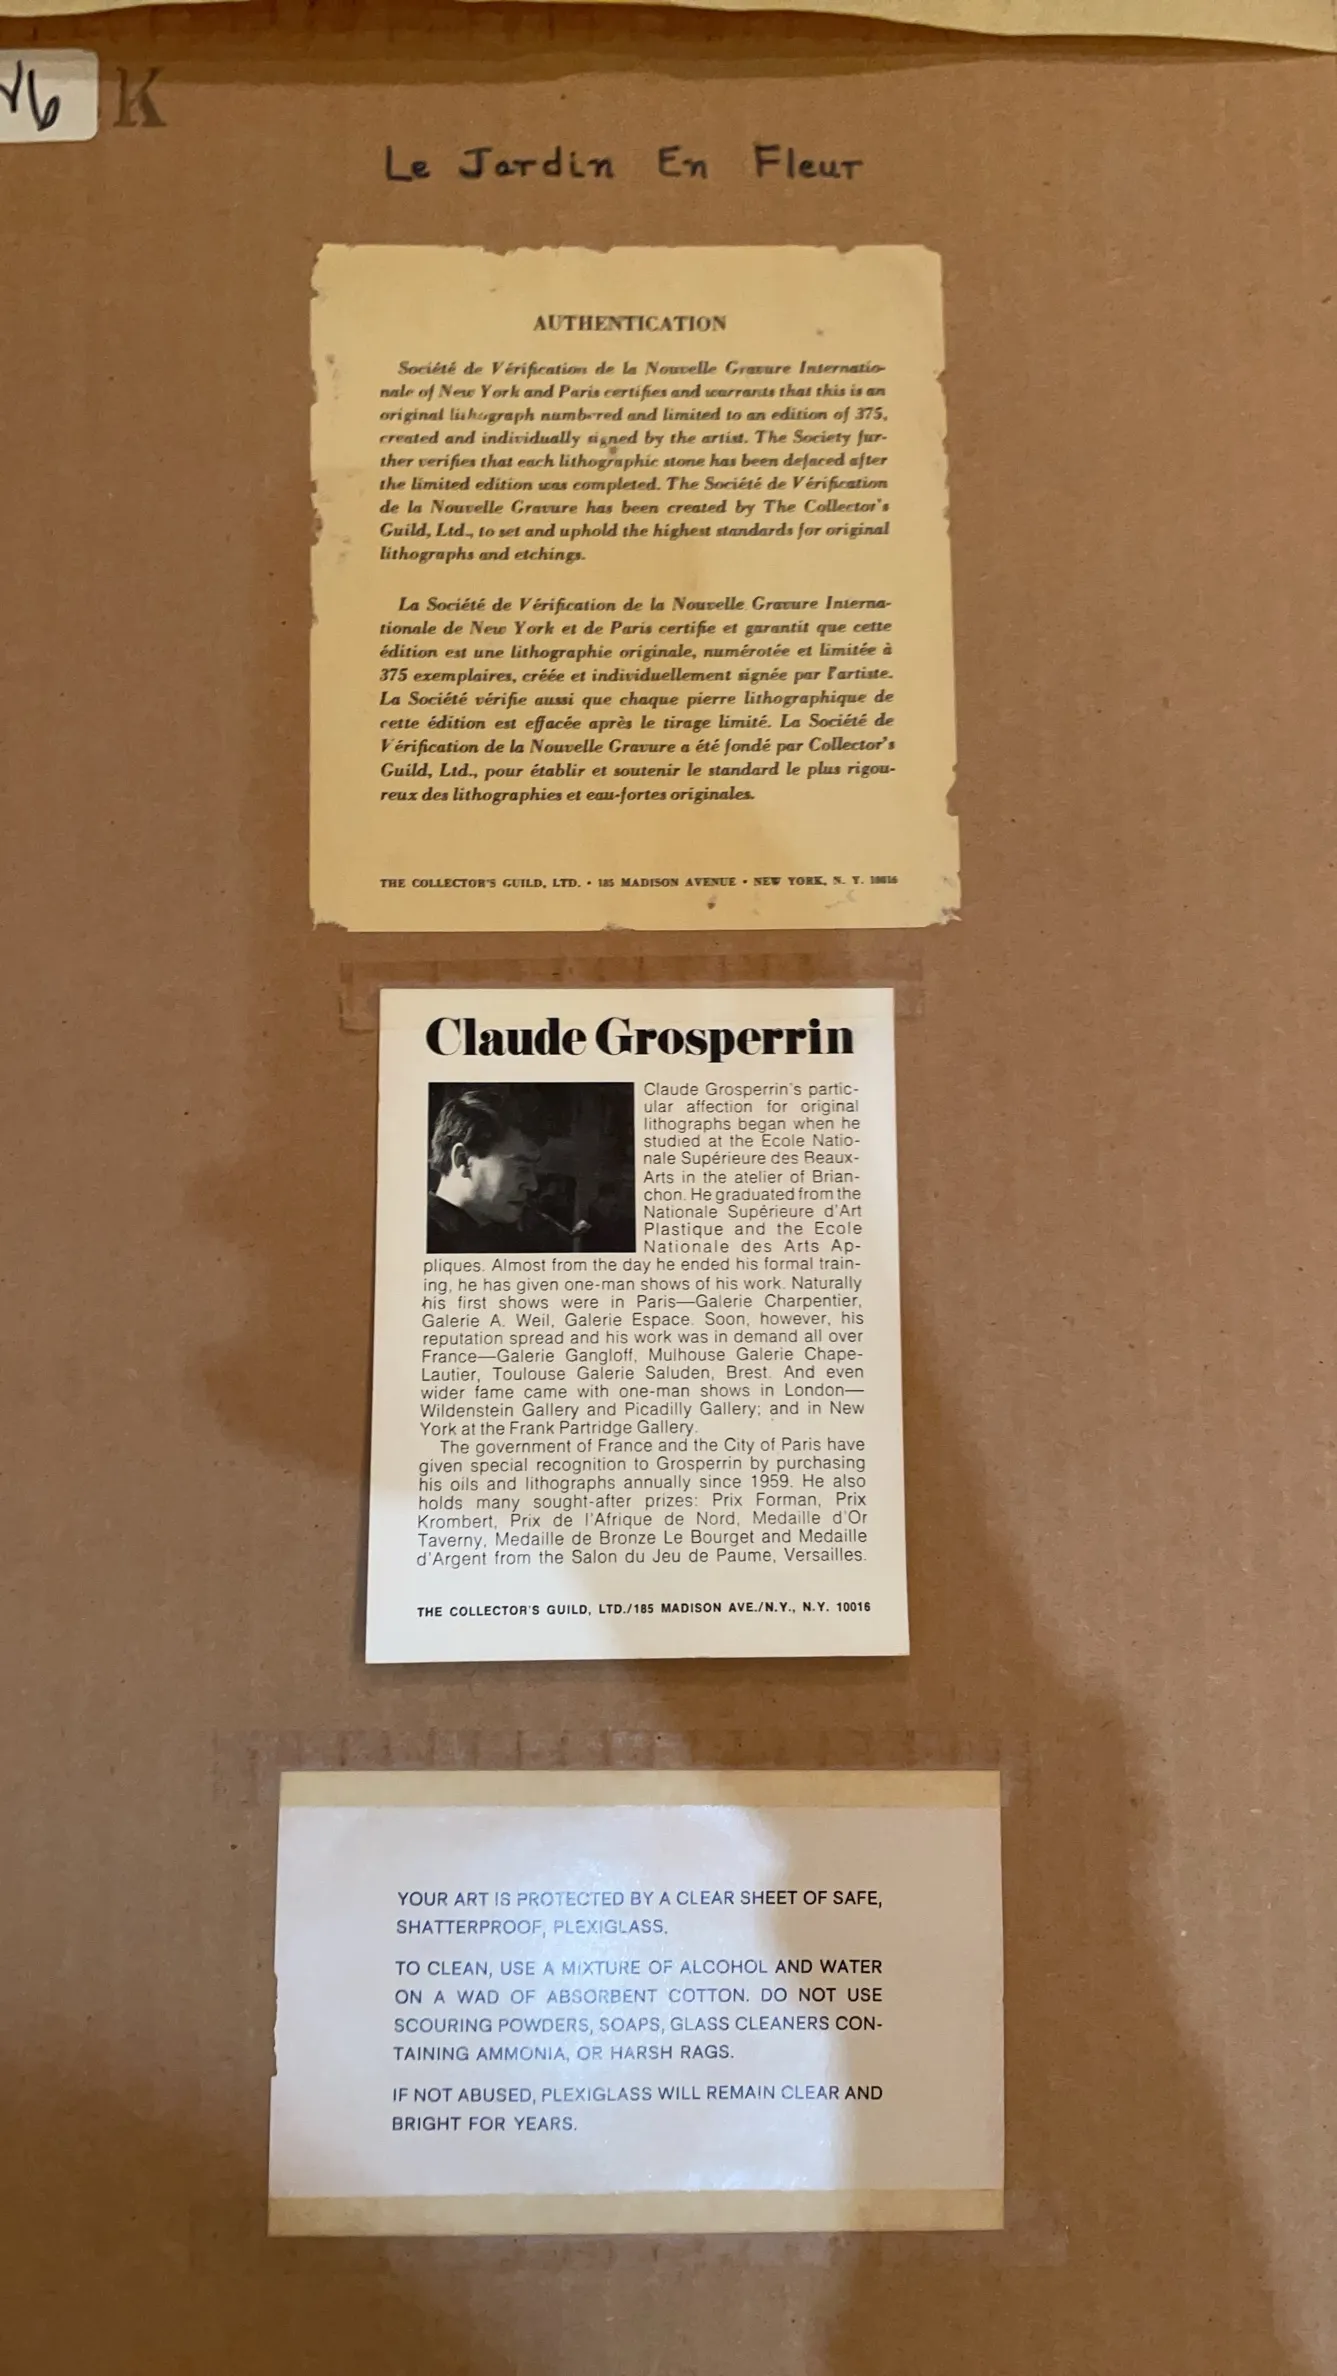 K
Le Jardin En Fleur
AUTHENTICATION
Société de Vérification de la Nouvelle Gravure Internatio-
nale of New York and Paris certifies and warrants that this is an
original lithograph numbered and limited to an edition of 375,
created and individually signed by the artist. The Society fur-
ther verifies that each lithographic stone has been defaced after
the limited edition was completed. The Société de Vérification
de la Nouvelle Gravure has been created by The Collector's
Guild, Ltd., to set and uphold the highest standards for original
lithographs and etchings.
La Société de Vérification de la Nouvelle Gravure Interna-
tionale de New York et de Paris certifie et garantit que cette
édition est une lithographie originale, numérotée et limitée à
375 exemplaires, créée et individuellement signée par l'artiste.
La Société vérifie aussi que chaque pierre lithographique de
cette édition est effacée après le tirage limité. La Société de
Vérification de la Nouvelle Gravure a été fondé par Collector's
Guild, Ltd., pour établir et soutenir le standard le plus rigou-
reux des lithographies et eau-fortes originales.
THE COLLECTOR'S GUILD, LTD. • 185 MADISON AVENUE • NEW YORK, N. Y. 10016
Claude Grosperrin
Claude Grosperrin's partic-
ular affection for original
lithographs began when he
studied at the Ecole Natio-
nale Supérieure des Beaux-
Arts in the atelier of Brian-
chon. He graduated from the
Nationale Supérieure d'Art
Plastique and the Ecole
Nationale des Arts Ap-
pliques. Almost from the day he ended his formal train-
ing, he has given one-man shows of his work. Naturally
his first shows were in Paris—Galerie Charpentier,
Galerie A. Weil, Galerie Espace. Soon, however, his
reputation spread and his work was in demand all over
France—Galerie Gangloff, Mulhouse Galerie Chape-
Lautier, Toulouse Galerie Saluden, Brest. And even
wider fame came with one-man shows in London—
Wildenstein Gallery and Picadilly Gallery; and in New
York at the Frank Partridge Gallery.
The government of France and the City of Paris have
given special recognition to Grosperrin by purchasing
his oils and lithographs annually since 1959. He also
holds many sought-after prizes: Prix Forman, Prix
Krombert, Prix de l'Afrique de Nord, Medaille d'Or
Taverny, Medaille de Bronze Le Bourget and Medaille
d'Argent from the Salon du Jeu de Paume, Versailles.
THE COLLECTOR'S GUILD, LTD./185 MADISON AVE./N.Y., N.Y. 10016
YOUR ART IS PROTECTED BY A CLEAR SHEET OF SAFE,
SHATTERPROOF, PLEXIGLASS.
TO CLEAN, USE A MIXTURE OF ALCOHOL AND WATER
ON A WAD OF ABSORBENT COTTON. DO NOT USE
SCOURING POWDERS, SOAPS, GLASS CLEANERS CON-
TAINING AMMONIA, OR HARSH RAGS.
IF NOT ABUSED, PLEXIGLASS WILL REMAIN CLEAR AND
BRIGHT FOR YEARS.